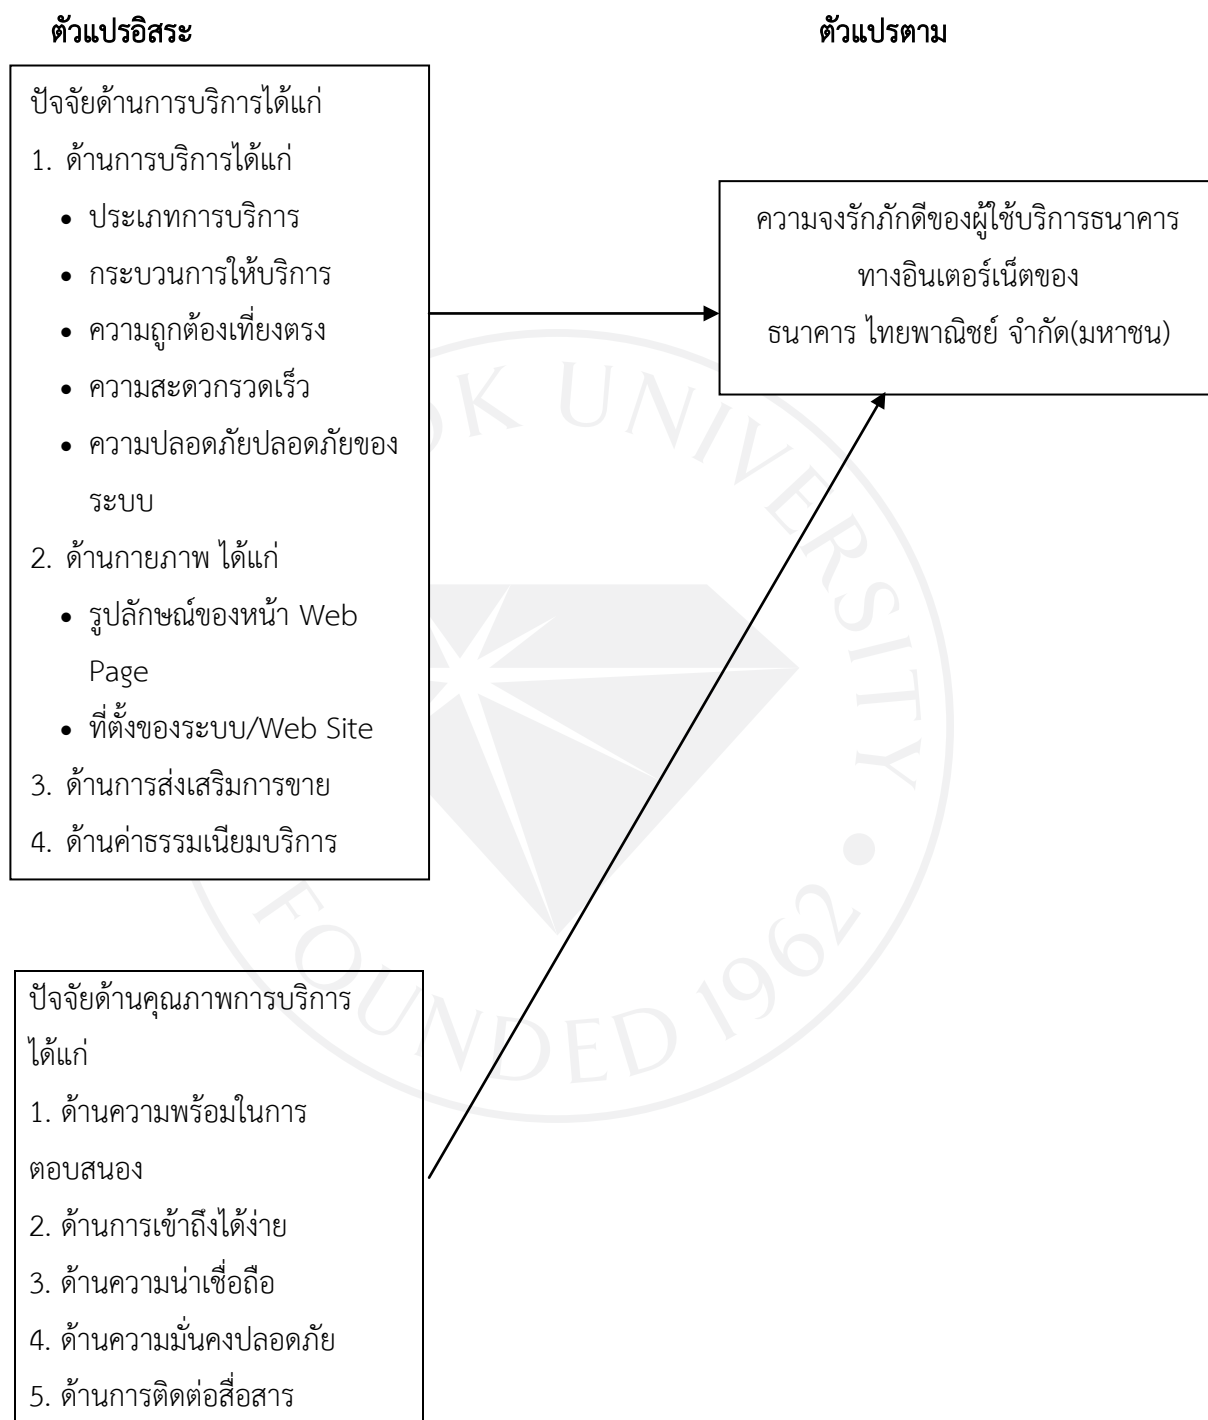 ตัวแปรอิสระ
ตัวแปรตาม
ปัจจัยด้านการบริการได้แก่
1. ด้านการบริการได้แก่
• ประเภทการบริการ
• กระบวนการให้บริการ
• ความถูกต้องเที่ยงตรง
• ความสะดวกรวดเร็ว
• ความปลอดภัยปลอดภัยของ
ระบบ
2. ด้านกายภาพ ได้แก่
• รูปลักษณ์ของหน้า Web
Page
• ที่ตั้งของระบบ/Web Site
3. ด้านการส่งเสริมการขาย
4. ด้านค่าธรรมเนียมบริการ
ความจงรักภักดีของผู้ใช้บริการธนาคาร
ทางอินเตอร์เน็ตของ
ธนาคาร ไทยพาณิชย์ จำกัด(มหาชน)
ปัจจัยด้านคุณภาพการบริการ
ได้แก่
1. ด้านความพร้อมในการ
ตอบสนอง
2. ด้านการเข้าถึงได้ง่าย
3. ด้านความน่าเชื่อถือ
4. ด้านความมั่นคงปลอดภัย
5. ด้านการติดต่อสื่อสาร
OK UNIVERSITY
FOUNDED 1962